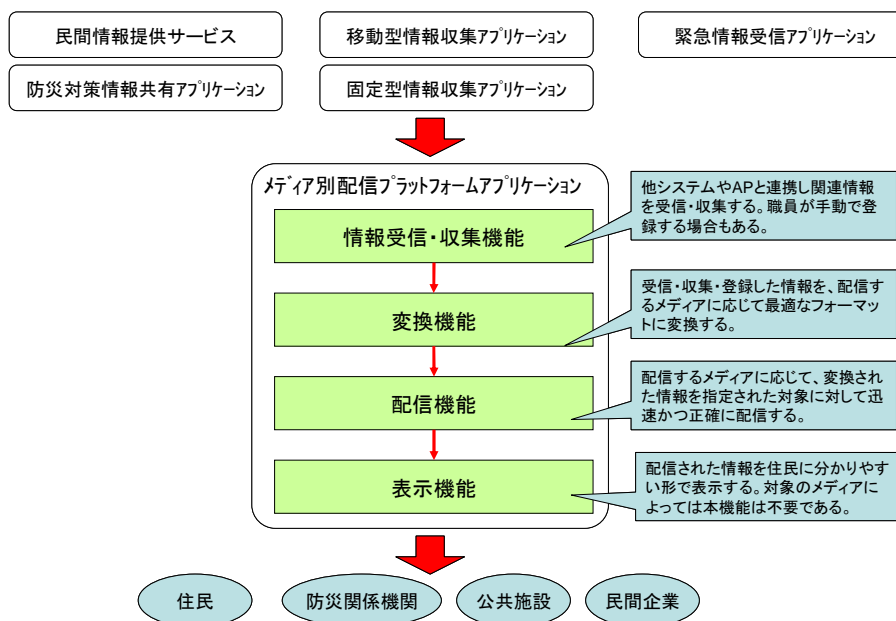 民間情報提供サービス
移動型情報収集アプリケーション
緊急情報受信アプリケーション
防災対策情報共有アプリケーション
固定型情報収集アプリケーション
メディア別配信プラットフォームアプリケーション
情報受信・収集機能
他システムやAPと連携し関連情報
を受信・収集する。職員が手動で登
録する場合もある。
変換機能
受信・収集・登録した情報を、配信す
るメディアに応じて最適なフォーマッ
トに変換する。
配信機能
配信するメディアに応じて、変換され
た情報を指定された対象に対して迅
速かつ正確に配信する。
表示機能
配信された情報を住民に分かりやす
い形で表示する。対象のメディアに
よっては本機能は不要である。
住民
防災関係機関
公共施設
民間企業